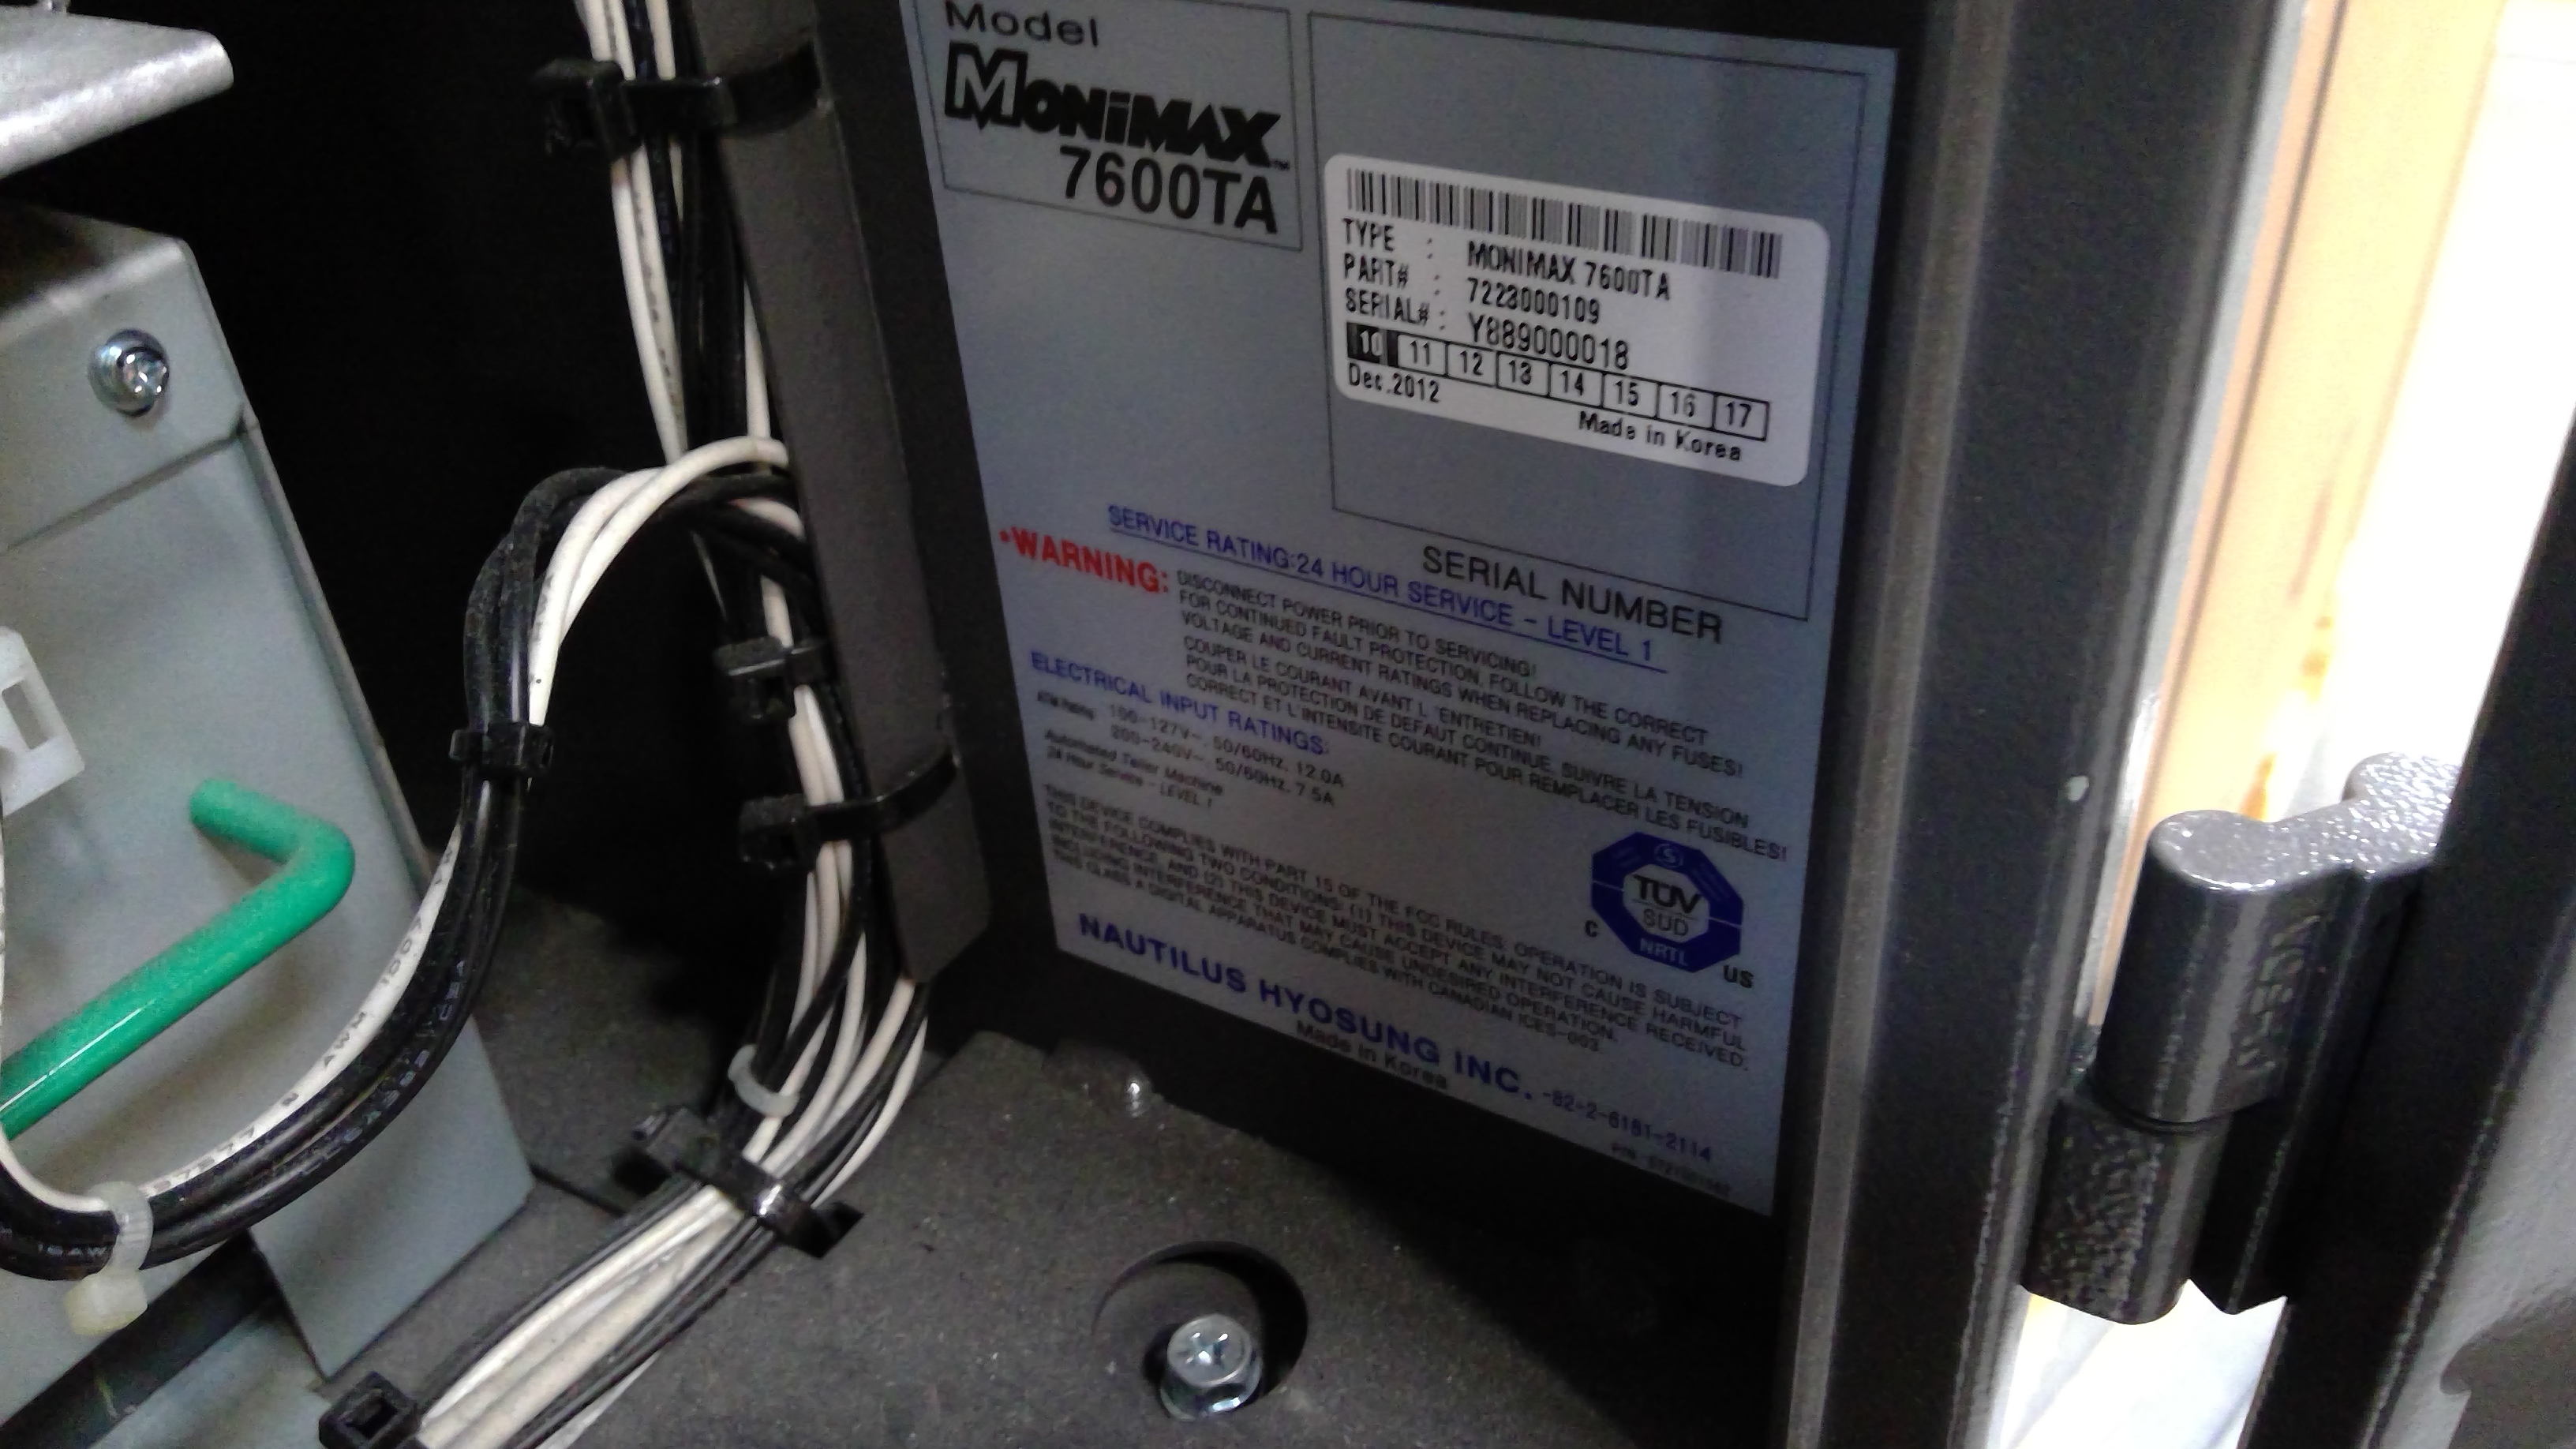 Model
MONiMAX™
7600TA
TYPE : MONIMAX 7600TA
PART# : 7223000109
SERIAL# : Y889000018
10 11 12 13 14 15 16 17
Dec.2012
Made in Korea
SERIAL NUMBER
SERVICE RATING:24 HOUR SERVICE - LEVEL 1
*WARNING: DISCONNECT POWER PRIOR TO SERVICING!
FOR CONTINUED FAULT PROTECTION, FOLLOW THE CORRECT
VOLTAGE AND CURRENT RATINGS WHEN REPLACING ANY FUSES!
COUPER LE COURANT AVANT L 'ENTRETIEN!
POUR LA PROTECTION DE DEFAUT CONTINUE, SUIVRE LA TENSION
CORRECT ET L'INTENSITE COURANT POUR REMPLACER LES FUSIBLES!
ELECTRICAL INPUT RATINGS:
ATM Rating 100-127V~, 50/60Hz, 12.0A
200-240V~, 50/60Hz, 7.5A
Automated Teller Machine
24 Hour Service - LEVEL 1
THIS DEVICE COMPLIES WITH PART 15 OF THE FCC RULES. OPERATION IS SUBJECT
TO THE FOLLOWING TWO CONDITIONS: (1) THIS DEVICE MAY NOT CAUSE HARMFUL
INTERFERENCE, AND (2) THIS DEVICE MUST ACCEPT ANY INTERFERENCE RECEIVED,
INCLUDING INTERFERENCE THAT MAY CAUSE UNDESIRED OPERATION.
THIS CLASS A DIGITAL APPARATUS COMPLIES WITH CANADIAN ICES-003.
S
TÜV
SUD
NRTL
C US
NAUTILUS HYOSUNG INC. -82-2-6181-2114
Made in Korea
AWM